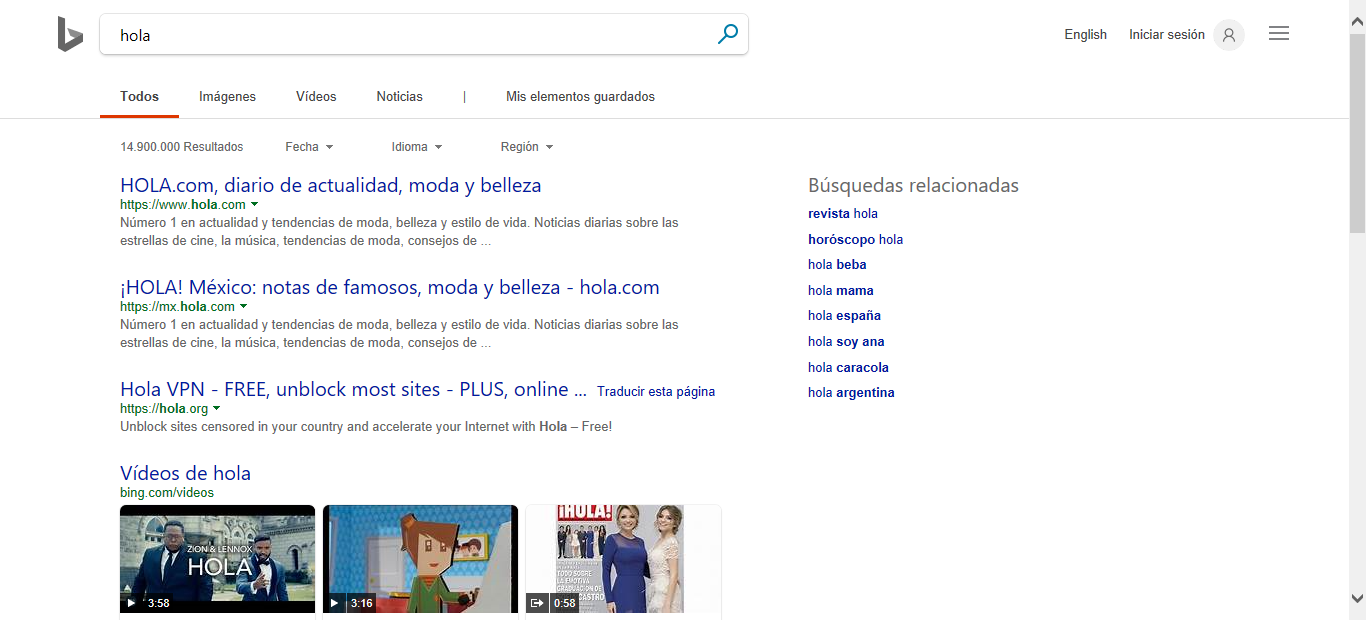 hola
English Iniciar sesión
Todos Imágenes Vídeos Noticias | Mis elementos guardados
14.900.000 Resultados Fecha Idioma Región
HOLA.com, diario de actualidad, moda y belleza
https://www.hola.com
Número 1 en actualidad y tendencias de moda, belleza y estilo de vida. Noticias diarias sobre las
estrellas de cine, la música, tendencias de moda, consejos de ...
¡HOLA! México: notas de famosos, moda y belleza - hola.com
https://mx.hola.com
Número 1 en actualidad y tendencias de moda, belleza y estilo de vida. Noticias diarias sobre las
estrellas de cine, la música, tendencias de moda, consejos de ...
Hola VPN - FREE, unblock most sites - PLUS, online ... Traducir esta página
https://hola.org
Unblock sites censored in your country and accelerate your Internet with Hola – Free!
Vídeos de hola
bing.com/videos
ZION & LENNOX
HOLA
3:58
3:16
¡HOLA!
TODO SOBRE
LA EMOTIVA
GRADUACIÓN DE
CASTRO
0:58
Búsquedas relacionadas
revista hola
horóscopo hola
hola beba
hola mama
hola españa
hola soy ana
hola caracola
hola argentina